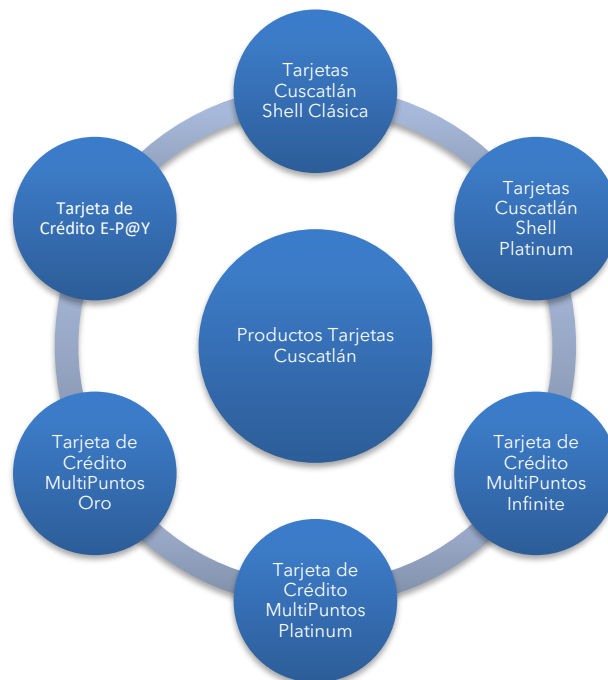 Tarjetas
Cuscatlán
Shell Clásica
Tarjetas
Cuscatlán
Shell
Platinum
Tarjeta de
Crédito
MultiPuntos
Infinite
Tarjeta de
Crédito
MultiPuntos
Platinum
Tarjeta de
Crédito
MultiPuntos
Oro
Tarjeta de
Crédito E-P@Y
Productos Tarjetas
Cuscatlán